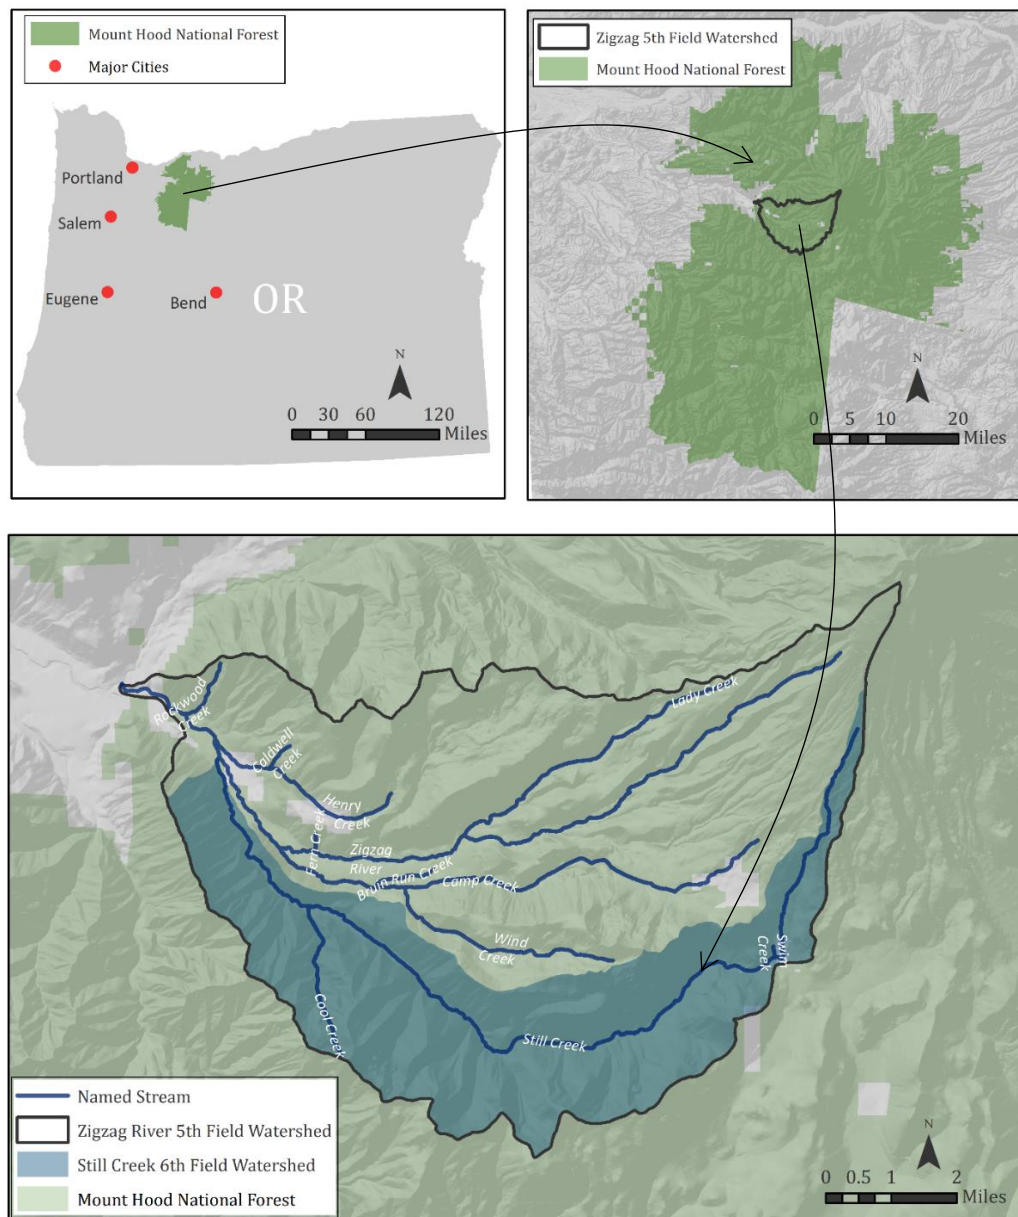 Mount Hood National Forest
Major Cities
Portland
Salem
Eugene
Bend
OR
N
0 30 60 120
Miles
Zigzag 5th Field Watershed
Mount Hood National Forest
N
0 5 10 20
Miles
Rockwood
Creek
Caldwell
Creek
Henry
Creek
Fern Creek
Zigzag
River
Bruin Run Creek
Camp Creek
Lady Creek
Wind
Creek
Swim
Creek
Cool Creek
Still Creek
Named Stream
Zigzag River 5th Field Watershed
Still Creek 6th Field Watershed
Mount Hood National Forest
N
0 0.5 1 2
Miles